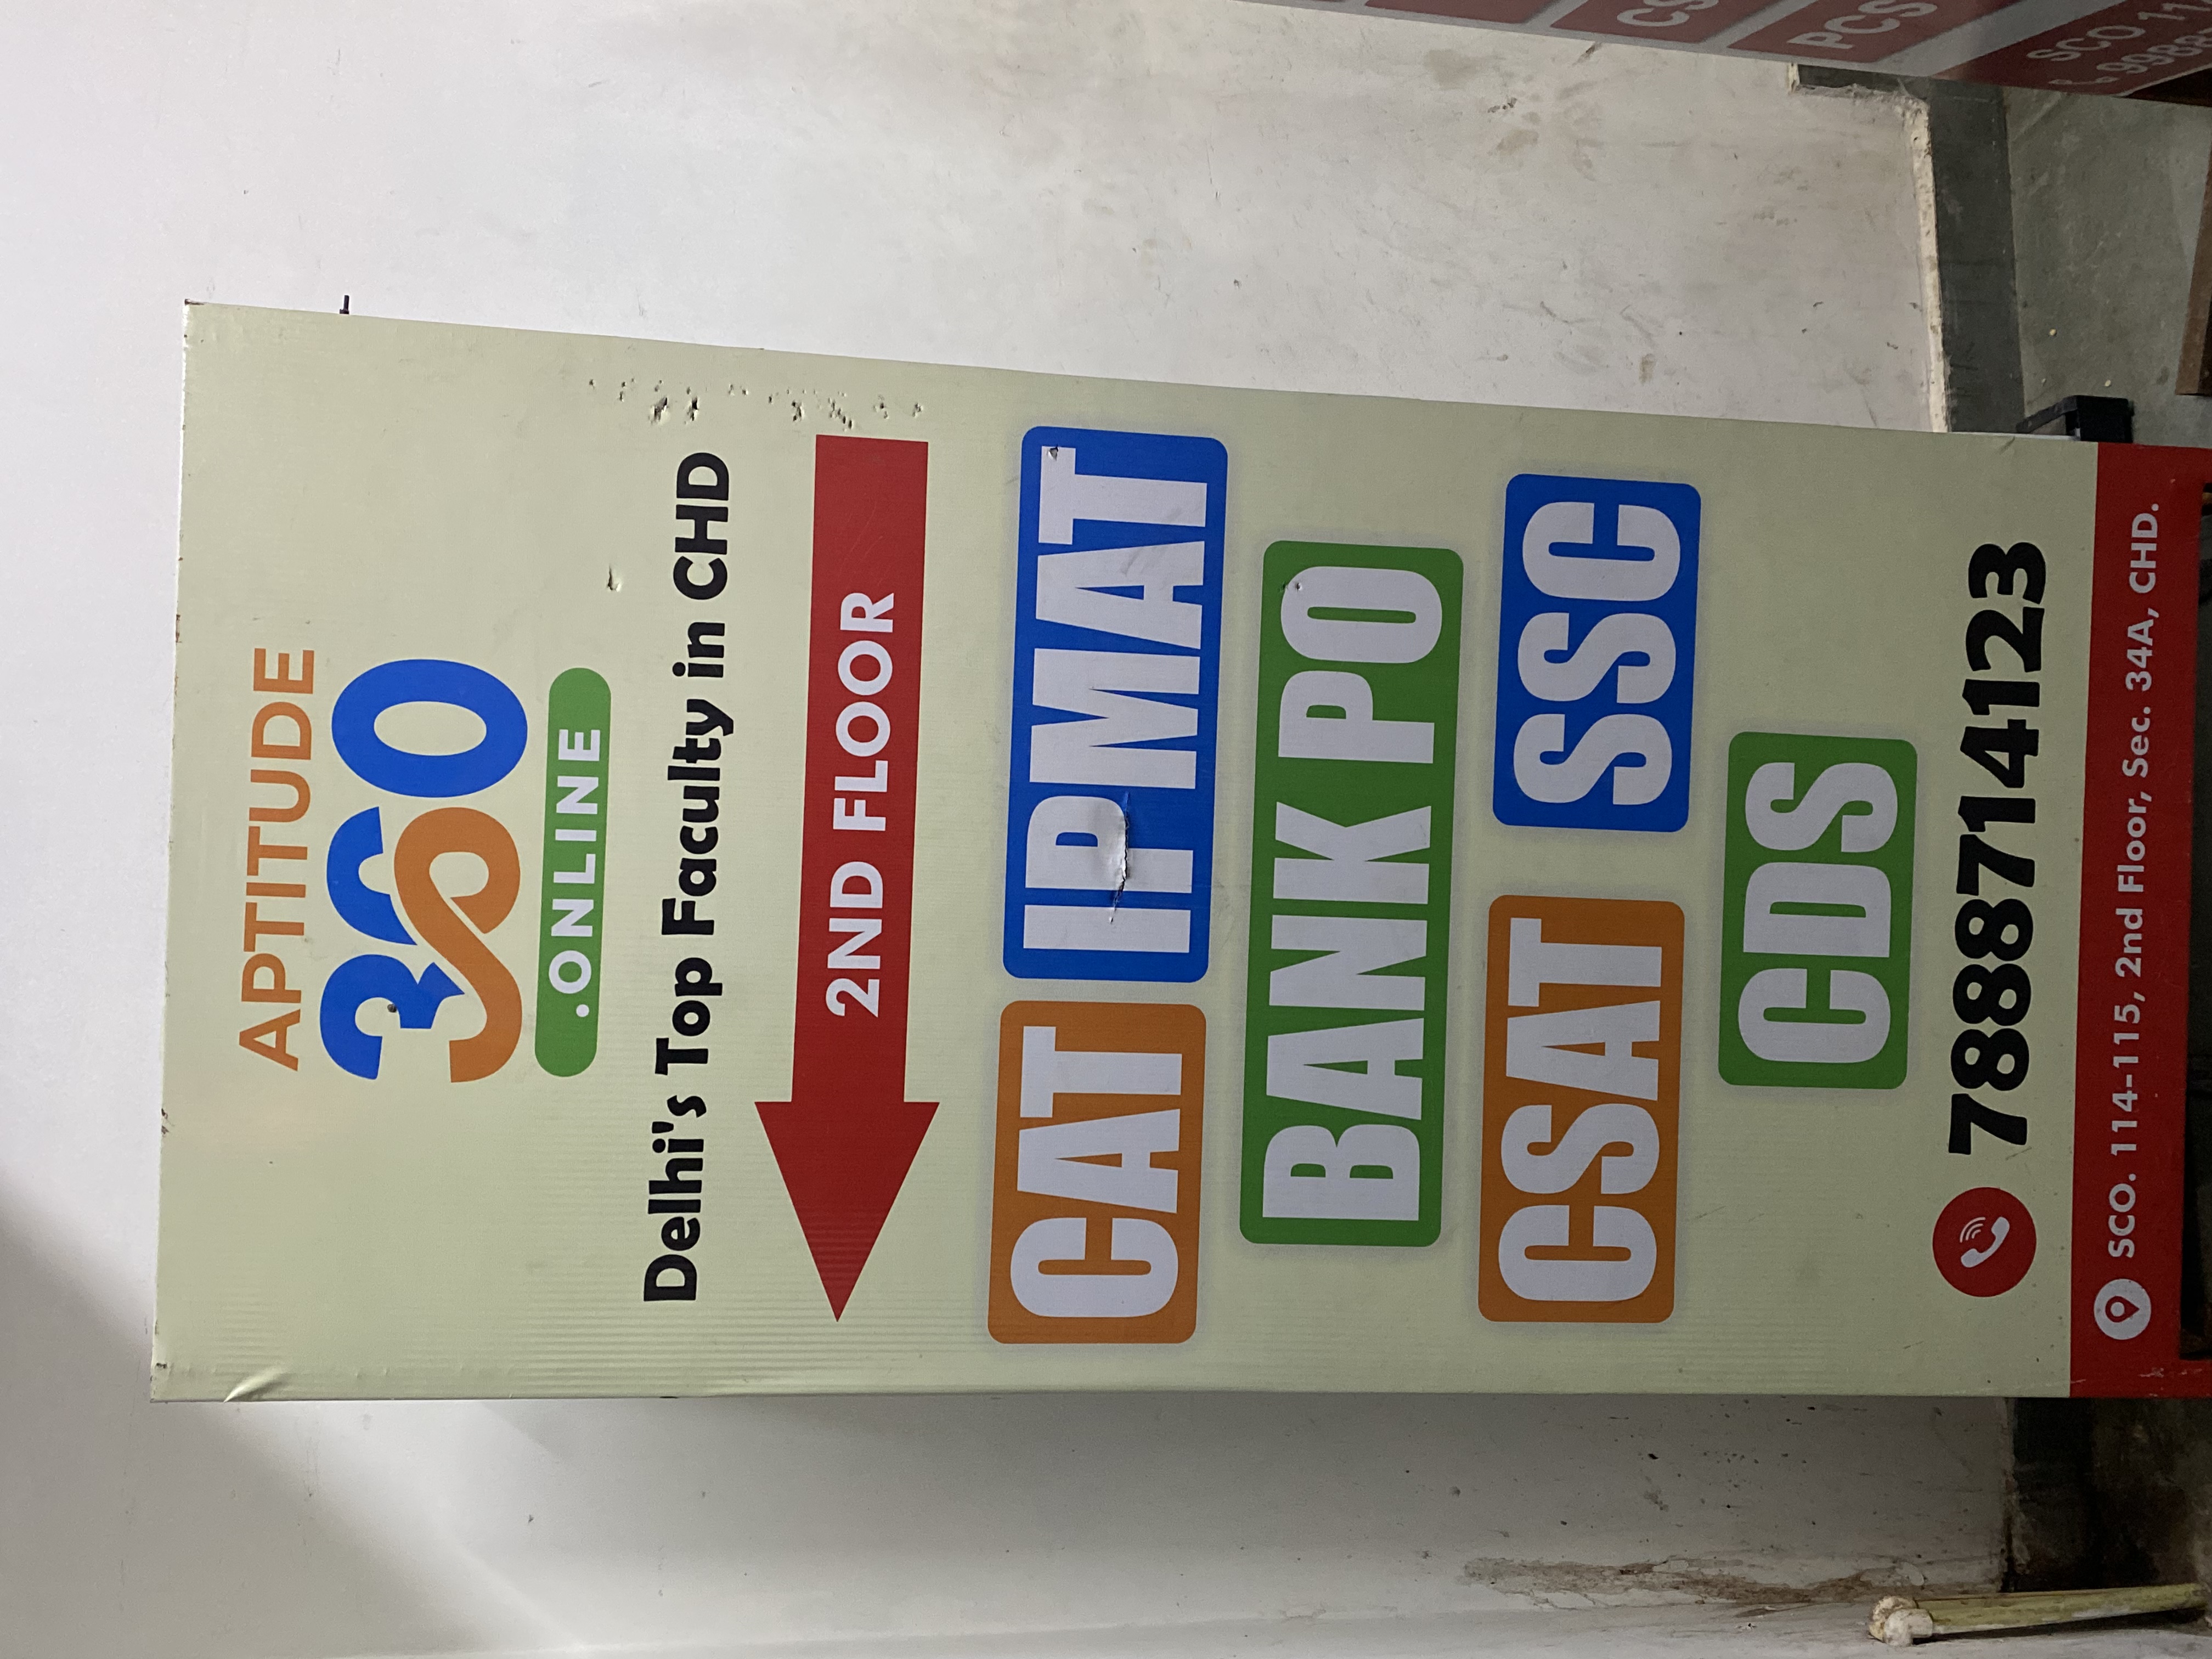 APTITUDE
360
.ONLINE
Delhi's Top Faculty in CHD
2ND FLOOR
CAT IPMAT
BANK PO
CSAT SSC
CDS
7888714123
SCO. 114-115, 2nd Floor, Sec. 34A, CHD.
PCS